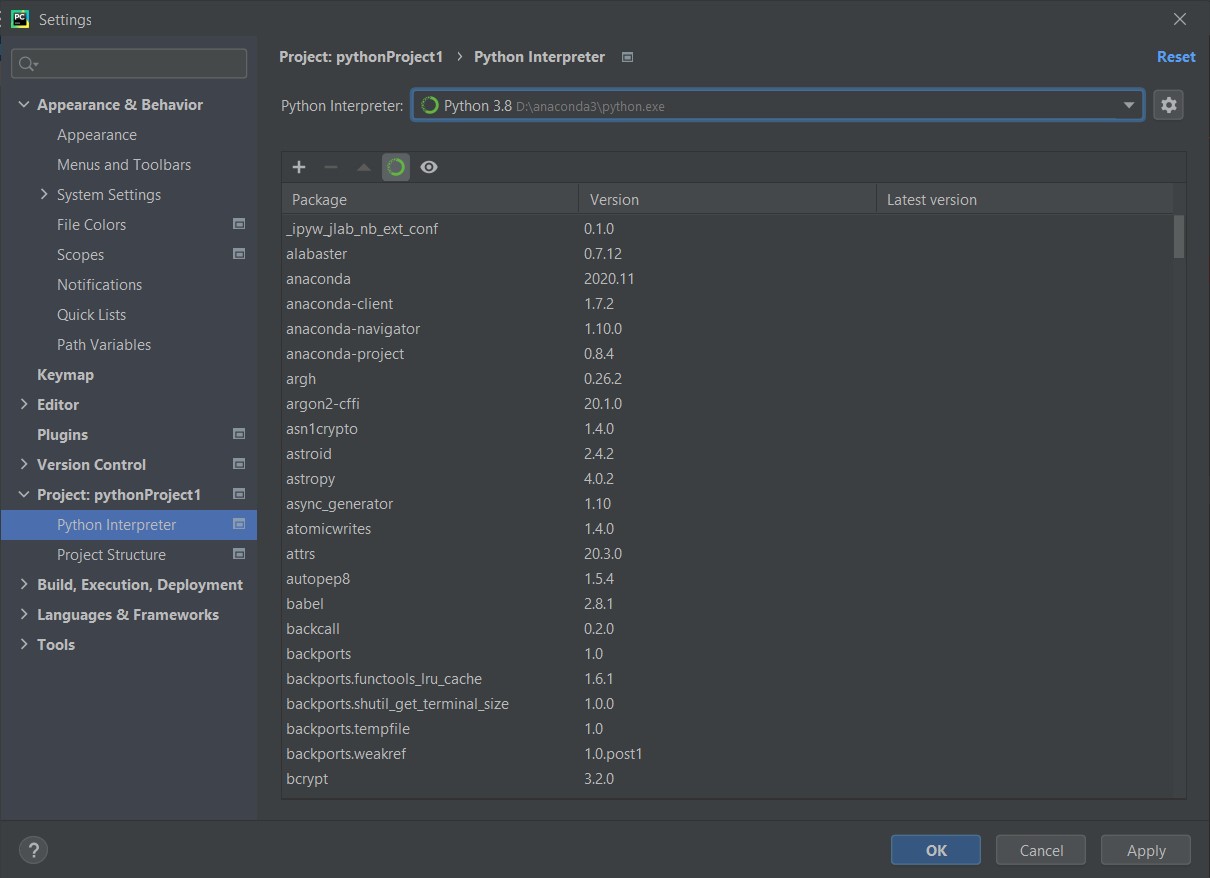 PC
Settings
Appearance & Behavior
Appearance
Menus and Toolbars
System Settings
File Colors
Scopes
Notifications
Quick Lists
Path Variables
Keymap
Editor
Plugins
Version Control
Project: pythonProject1
Python Interpreter
Project Structure
Build, Execution, Deployment
Languages & Frameworks
Tools
Project: pythonProject1 › Python Interpreter
Reset
Python Interpreter: Python 3.8 D:\anaconda3\python.exe
Package Version Latest version
_ipyw_jlab_nb_ext_conf 0.1.0
alabaster 0.7.12
anaconda 2020.11
anaconda-client 1.7.2
anaconda-navigator 1.10.0
anaconda-project 0.8.4
argh 0.26.2
argon2-cffi 20.1.0
asn1crypto 1.4.0
astroid 2.4.2
astropy 4.0.2
async_generator 1.10
atomicwrites 1.4.0
attrs 20.3.0
autopep8 1.5.4
babel 2.8.1
backcall 0.2.0
backports 1.0
backports.functools_lru_cache 1.6.1
backports.shutil_get_terminal_size 1.0.0
backports.tempfile 1.0
backports.weakref 1.0.post1
bcrypt 3.2.0
?
OK Cancel Apply